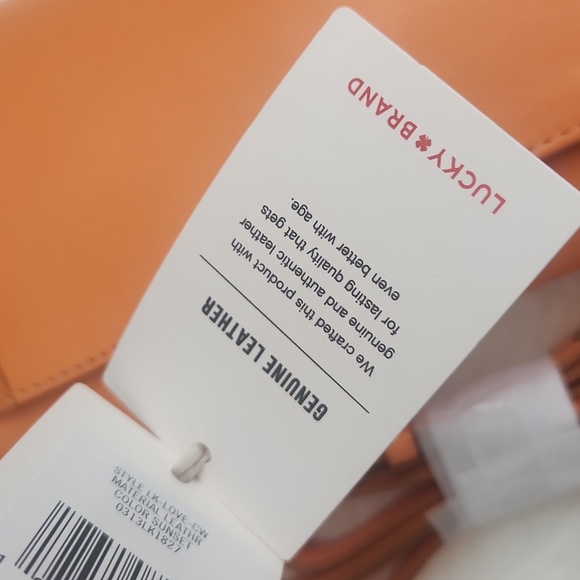 GENUINE LEATHER
We crafted this product with
genuine and authentic leather
for lasting quality that gets
even better with age.
LUCKY BRAND
STYLE LK-LOVE-CW
MATERIAL LEATHR
COLOR SUNSET
0313LK1827